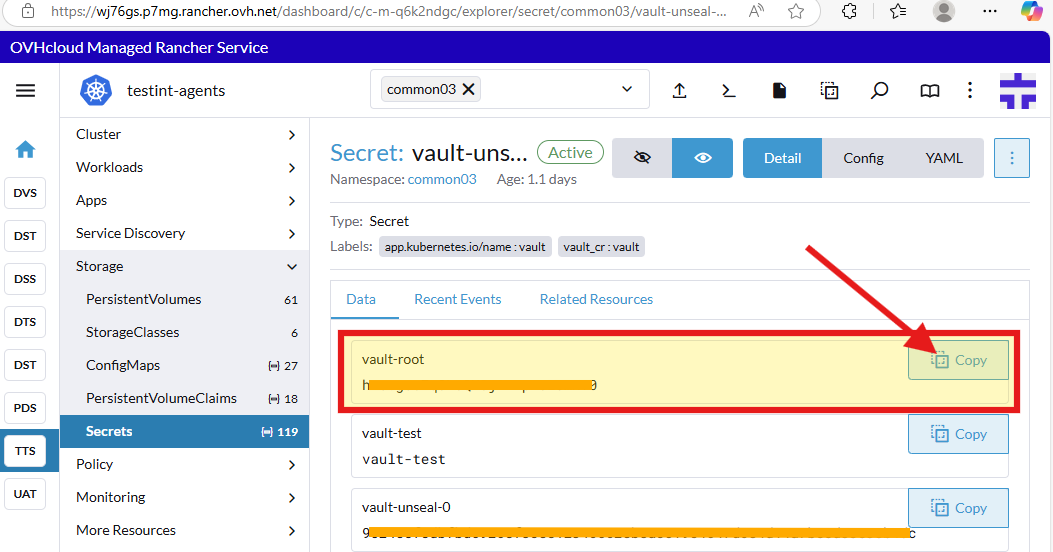 https://wj76gs.p7mg.rancher.ovh.net/dashboard/c/c-m-q6k2ndgc/explorer/secret/common03/vault-unseal-...
OVHcloud Managed Rancher Service
testint-agents
common03
Cluster
Workloads
Apps
Service Discovery
Storage
PersistentVolumes 61
StorageClasses 6
ConfigMaps 27
PersistentVolumeClaims 18
Secrets 119
Policy
Monitoring
More Resources
DVS
DST
DSS
DTS
DST
PDS
TTS
UAT
Secret: vault-uns... Active
Detail Config YAML
Namespace: common03 Age: 1.1 days
Type: Secret
Labels: app.kubernetes.io/name : vault vault_cr : vault
Data Recent Events Related Resources
vault-root
Copy
vault-test
Copy
vault-test
vault-unseal-0
Copy